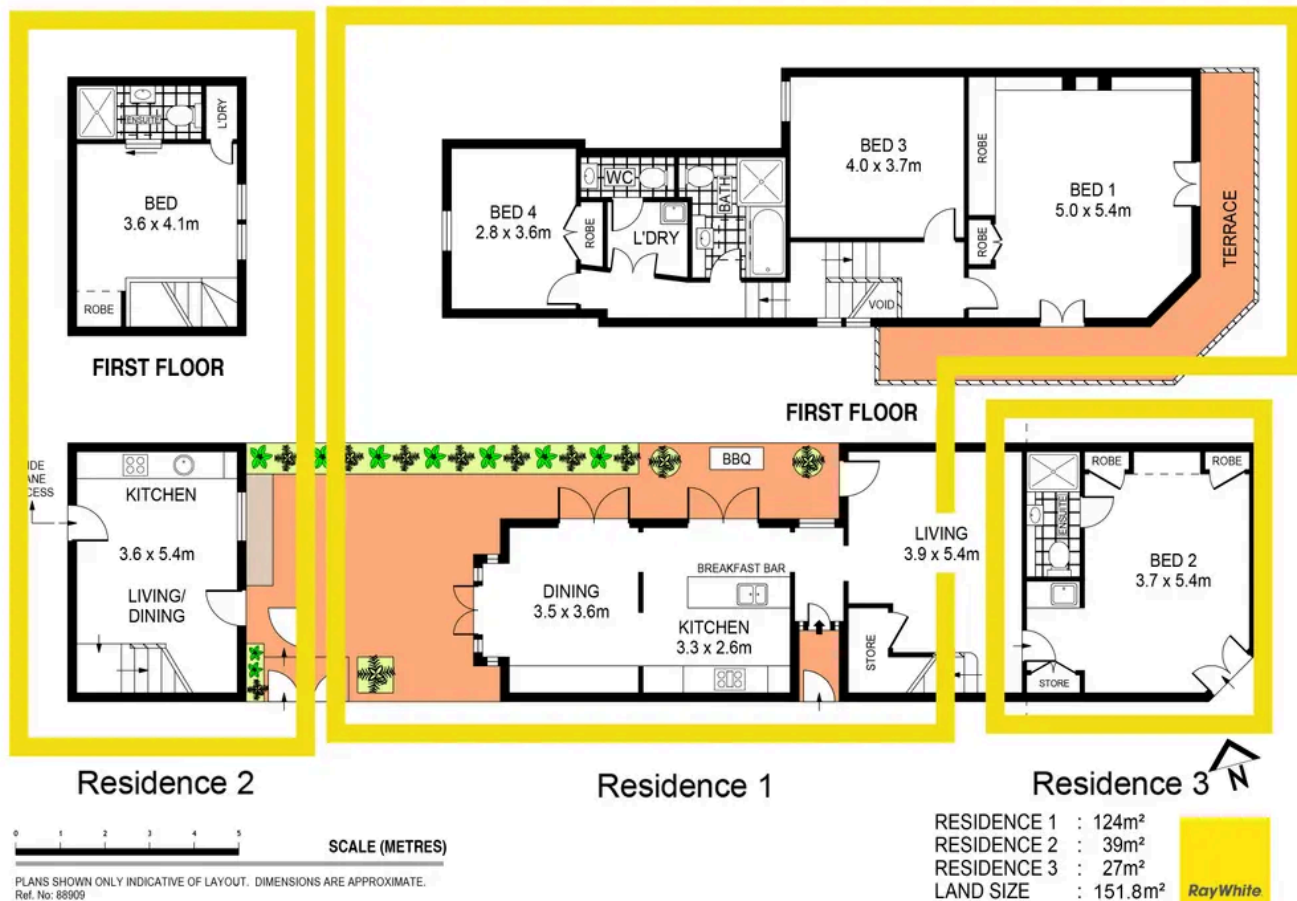 ENSUITE
L'DRY
BED
3.6 x 4.1m
ROBE
FIRST FLOOR
BED 4
2.8 x 3.6m
ROBE
WC
L'DRY
BATH
BED 3
4.0 x 3.7m
VOID
ROBE
ROBE
BED 1
5.0 x 5.4m
TERRACE
FIRST FLOOR
KITCHEN
3.6 x 5.4m
LIVING/
DINING
BBQ
DINING
3.5 x 3.6m
BREAKFAST BAR
KITCHEN
3.3 x 2.6m
LIVING
3.9 x 5.4m
STORE
ROBE
ROBE
ENSUITE
BED 2
3.7 x 5.4m
STORE
Residence 2
Residence 1
Residence 3
N
0 1 2 3 4 5
SCALE (METRES)
PLANS SHOWN ONLY INDICATIVE OF LAYOUT. DIMENSIONS ARE APPROXIMATE.
Ref. No: 88909
RESIDENCE 1 : 124m²
RESIDENCE 2 : 39m²
RESIDENCE 3 : 27m²
LAND SIZE : 151.8m²
RayWhite.